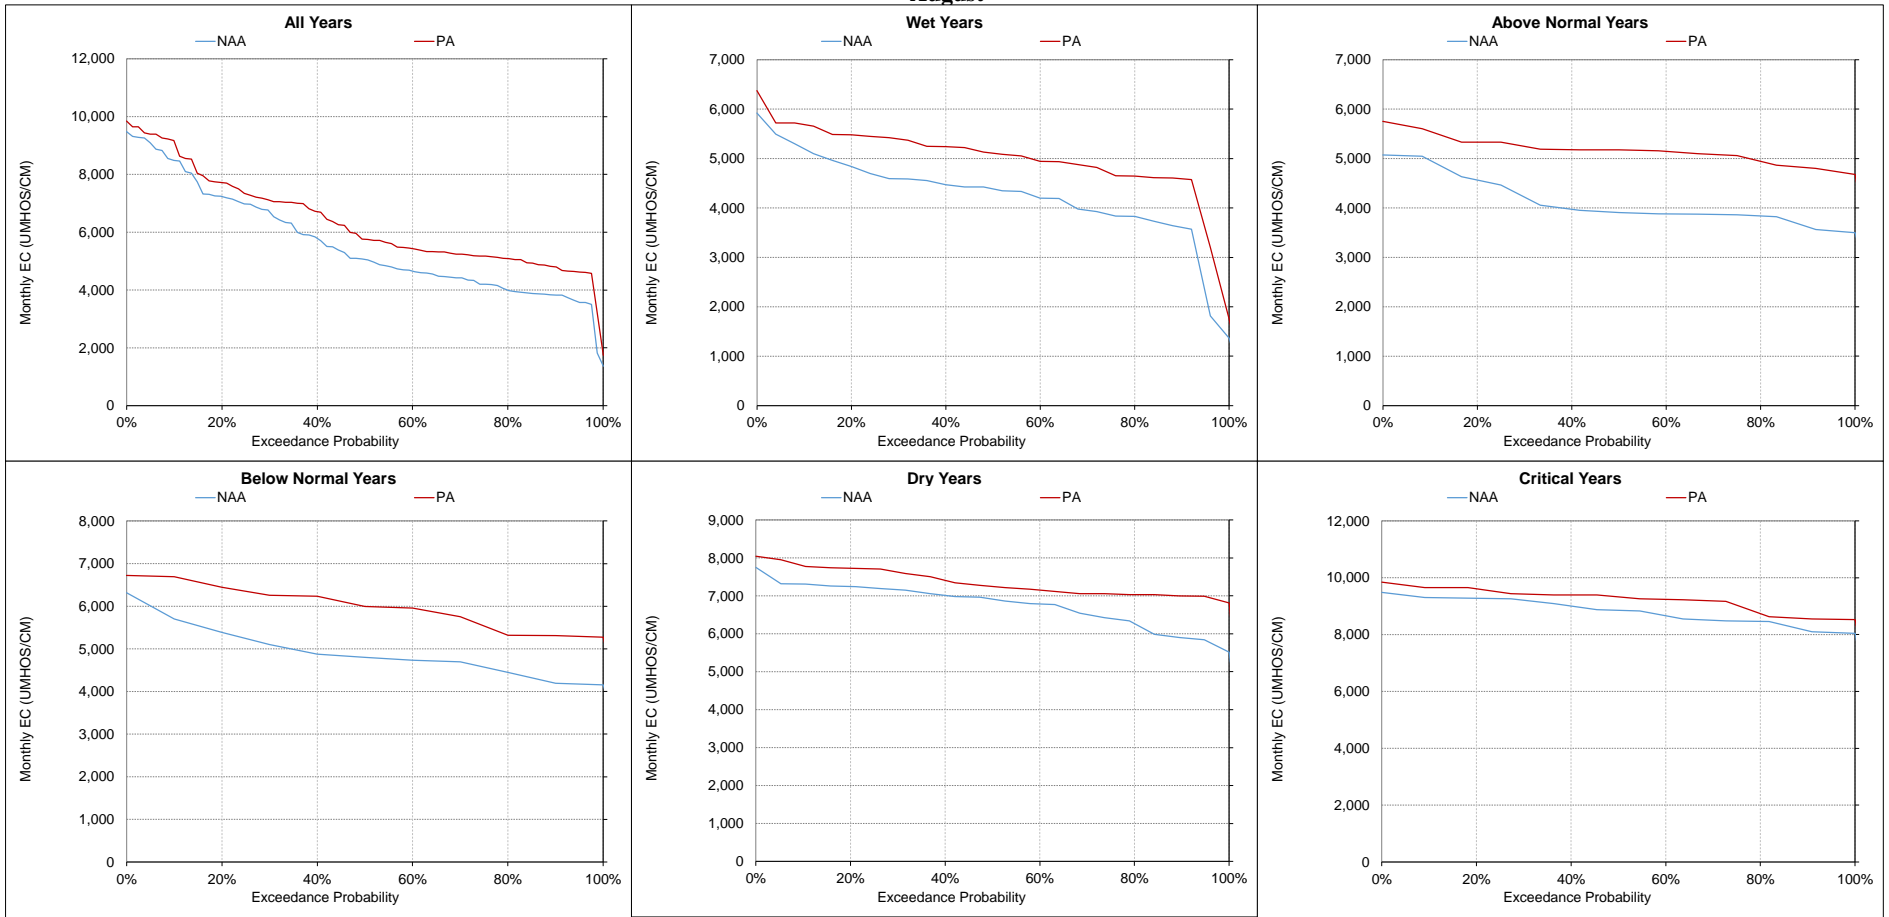 August
All Years
NAA PA
12,000
10,000
8,000
6,000
4,000
2,000
0
Monthly EC (UMHOS/CM)
0% 20% 40% 60% 80% 100%
Exceedance Probability
Wet Years
NAA PA
7,000
6,000
5,000
4,000
3,000
2,000
1,000
0
Monthly EC (UMHOS/CM)
0% 20% 40% 60% 80% 100%
Exceedance Probability
Above Normal Years
NAA PA
7,000
6,000
5,000
4,000
3,000
2,000
1,000
0
Monthly EC (UMHOS/CM)
0% 20% 40% 60% 80% 100%
Exceedance Probability
Below Normal Years
NAA PA
8,000
7,000
6,000
5,000
4,000
3,000
2,000
1,000
0
Monthly EC (UMHOS/CM)
0% 20% 40% 60% 80% 100%
Exceedance Probability
Dry Years
NAA PA
9,000
8,000
7,000
6,000
5,000
4,000
3,000
2,000
1,000
0
Monthly EC (UMHOS/CM)
0% 20% 40% 60% 80% 100%
Exceedance Probability
Critical Years
NAA PA
12,000
10,000
8,000
6,000
4,000
2,000
0
Monthly EC (UMHOS/CM)
0% 20% 40% 60% 80% 100%
Exceedance Probability